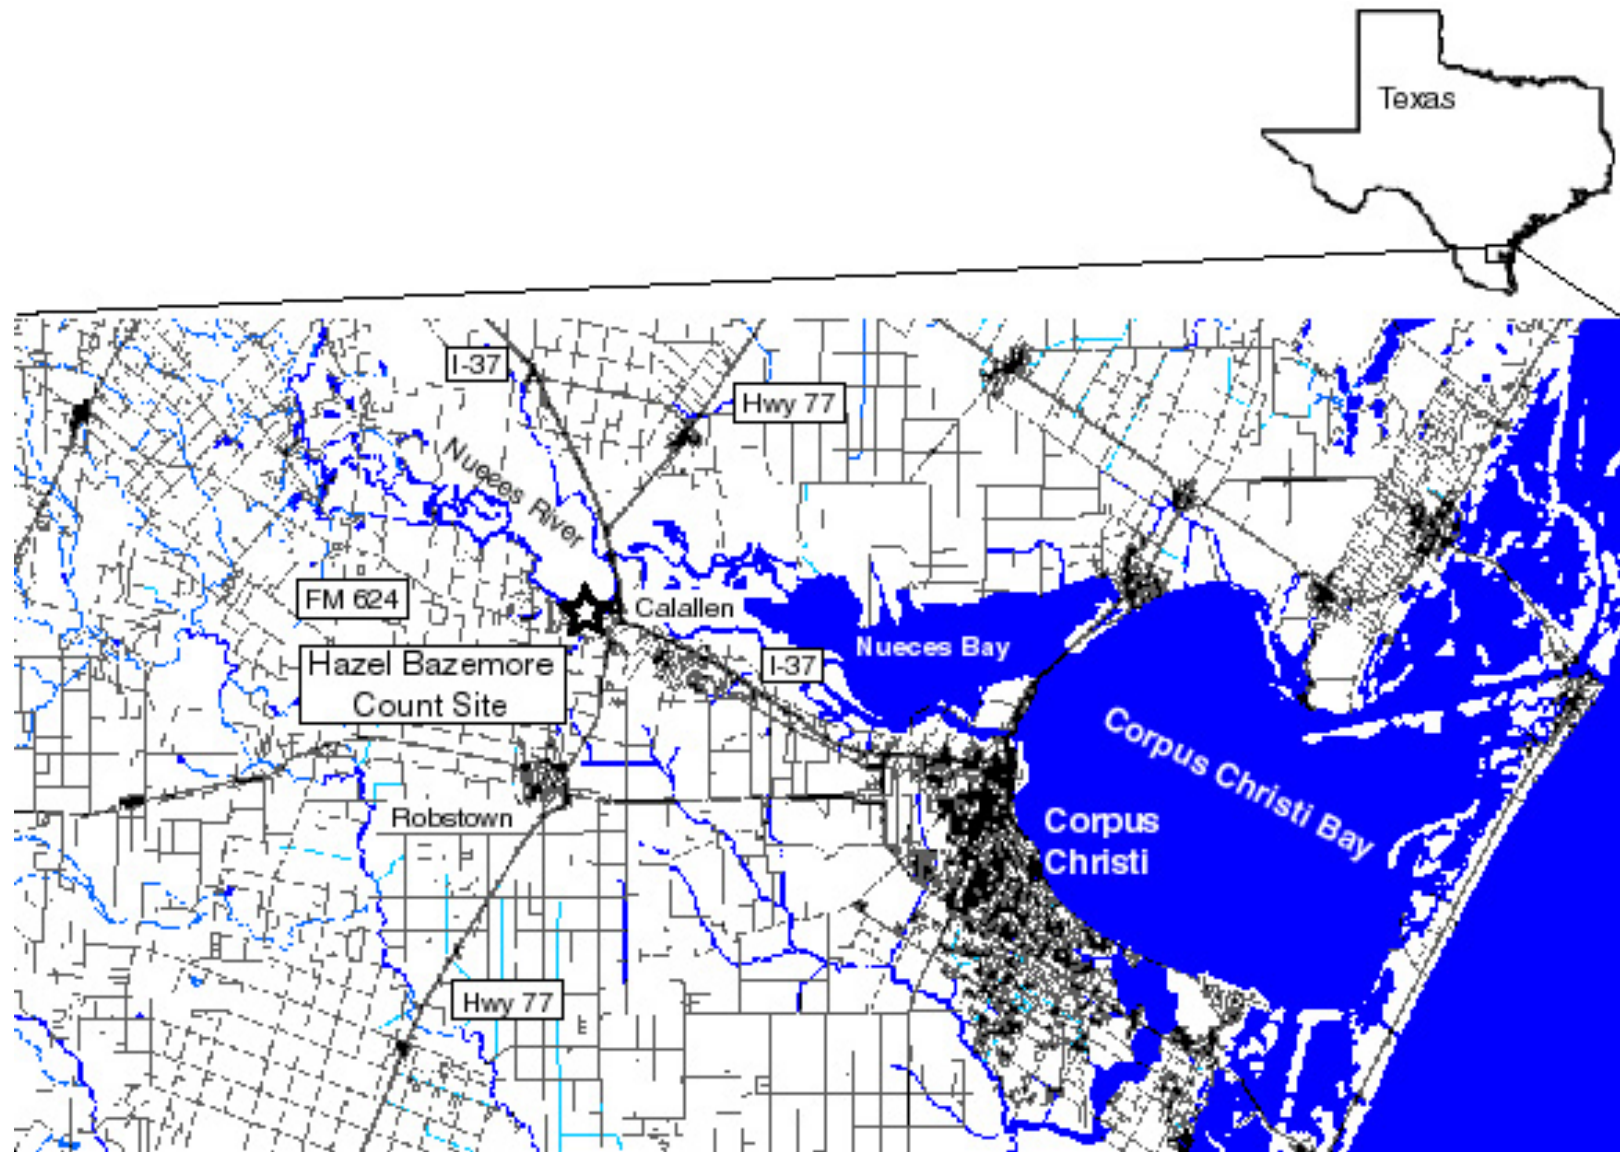 Texas
I-37
Hwy 77
Nueces River
FM 624
Calallen
Nueces Bay
Hazel Bazemore
Count Site
I-37
Corpus Christi Bay
Robstown
Corpus
Christi
Hwy 77